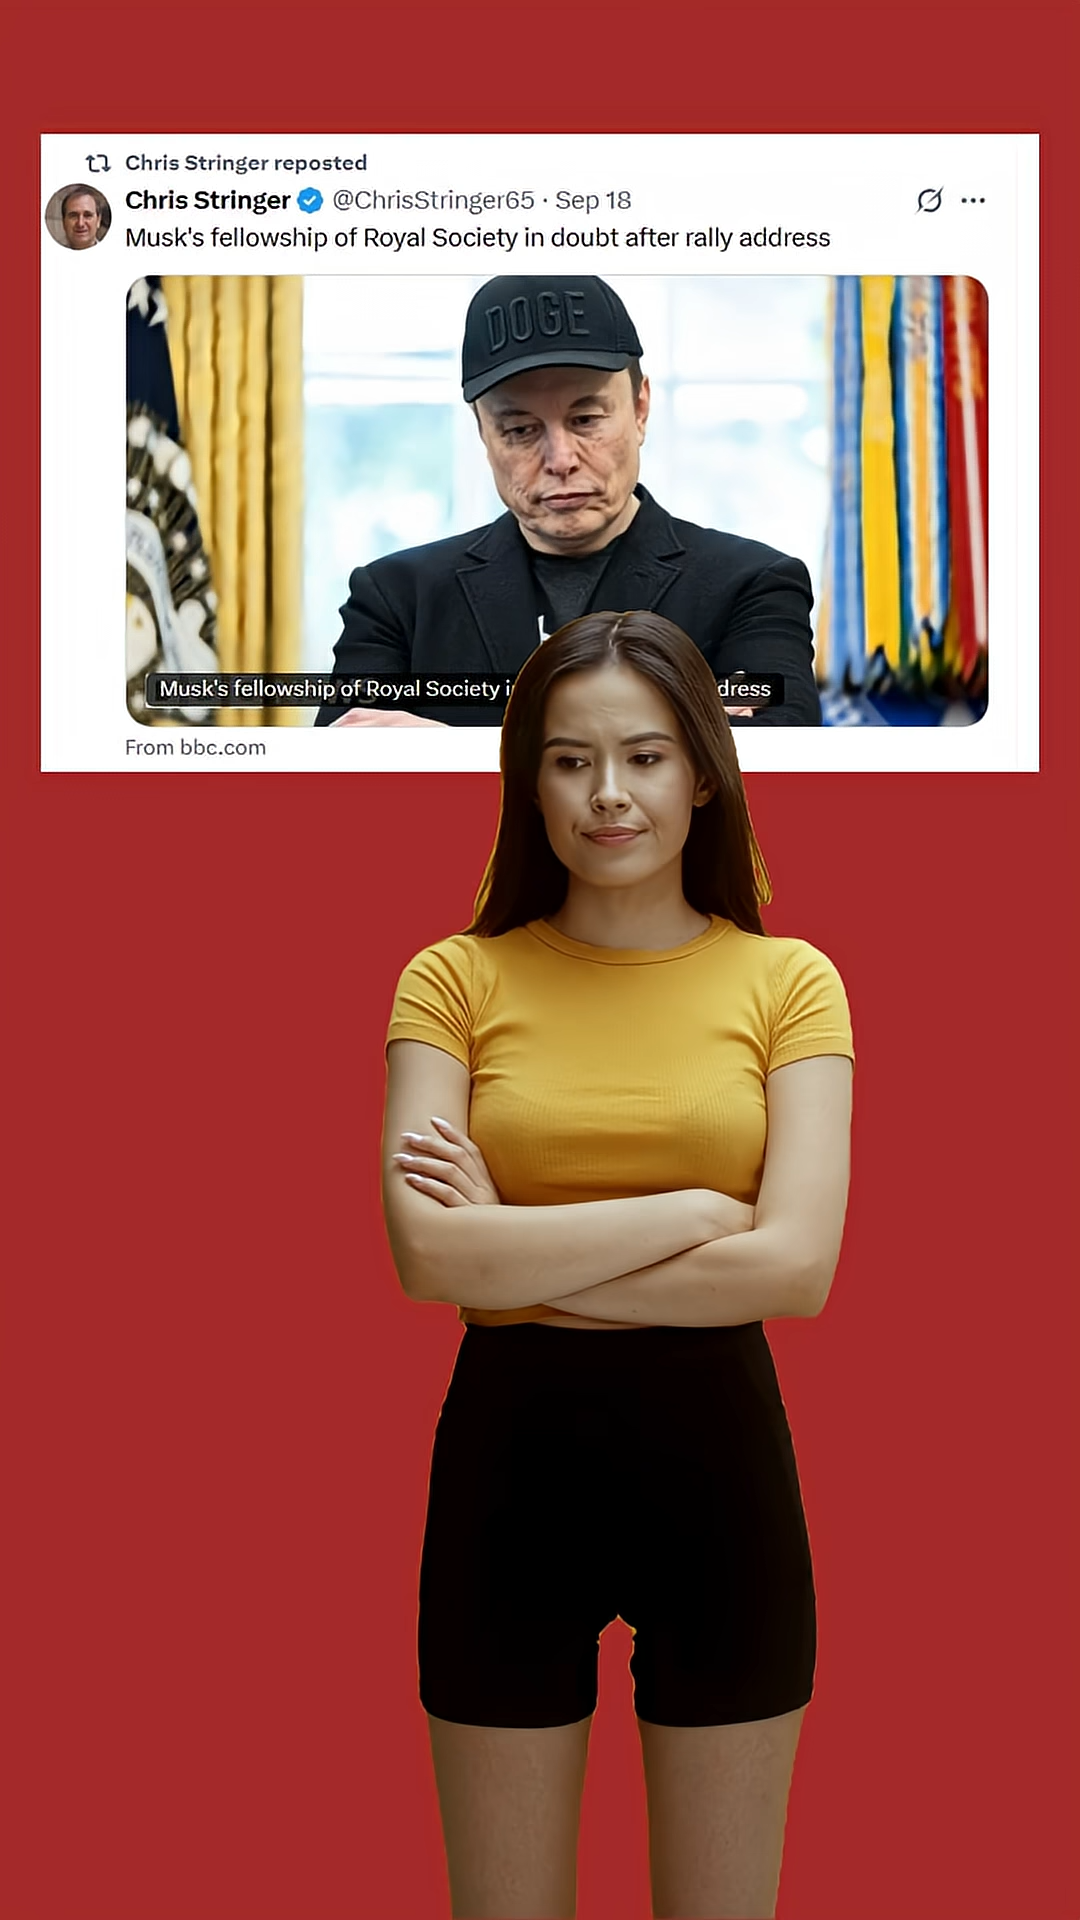 Chris Stringer reposted
Chris Stringer @ChrisStringer65 · Sep 18
Musk's fellowship of Royal Society in doubt after rally address
DOGE
Musk's fellowship of Royal Society i dress
From bbc.com